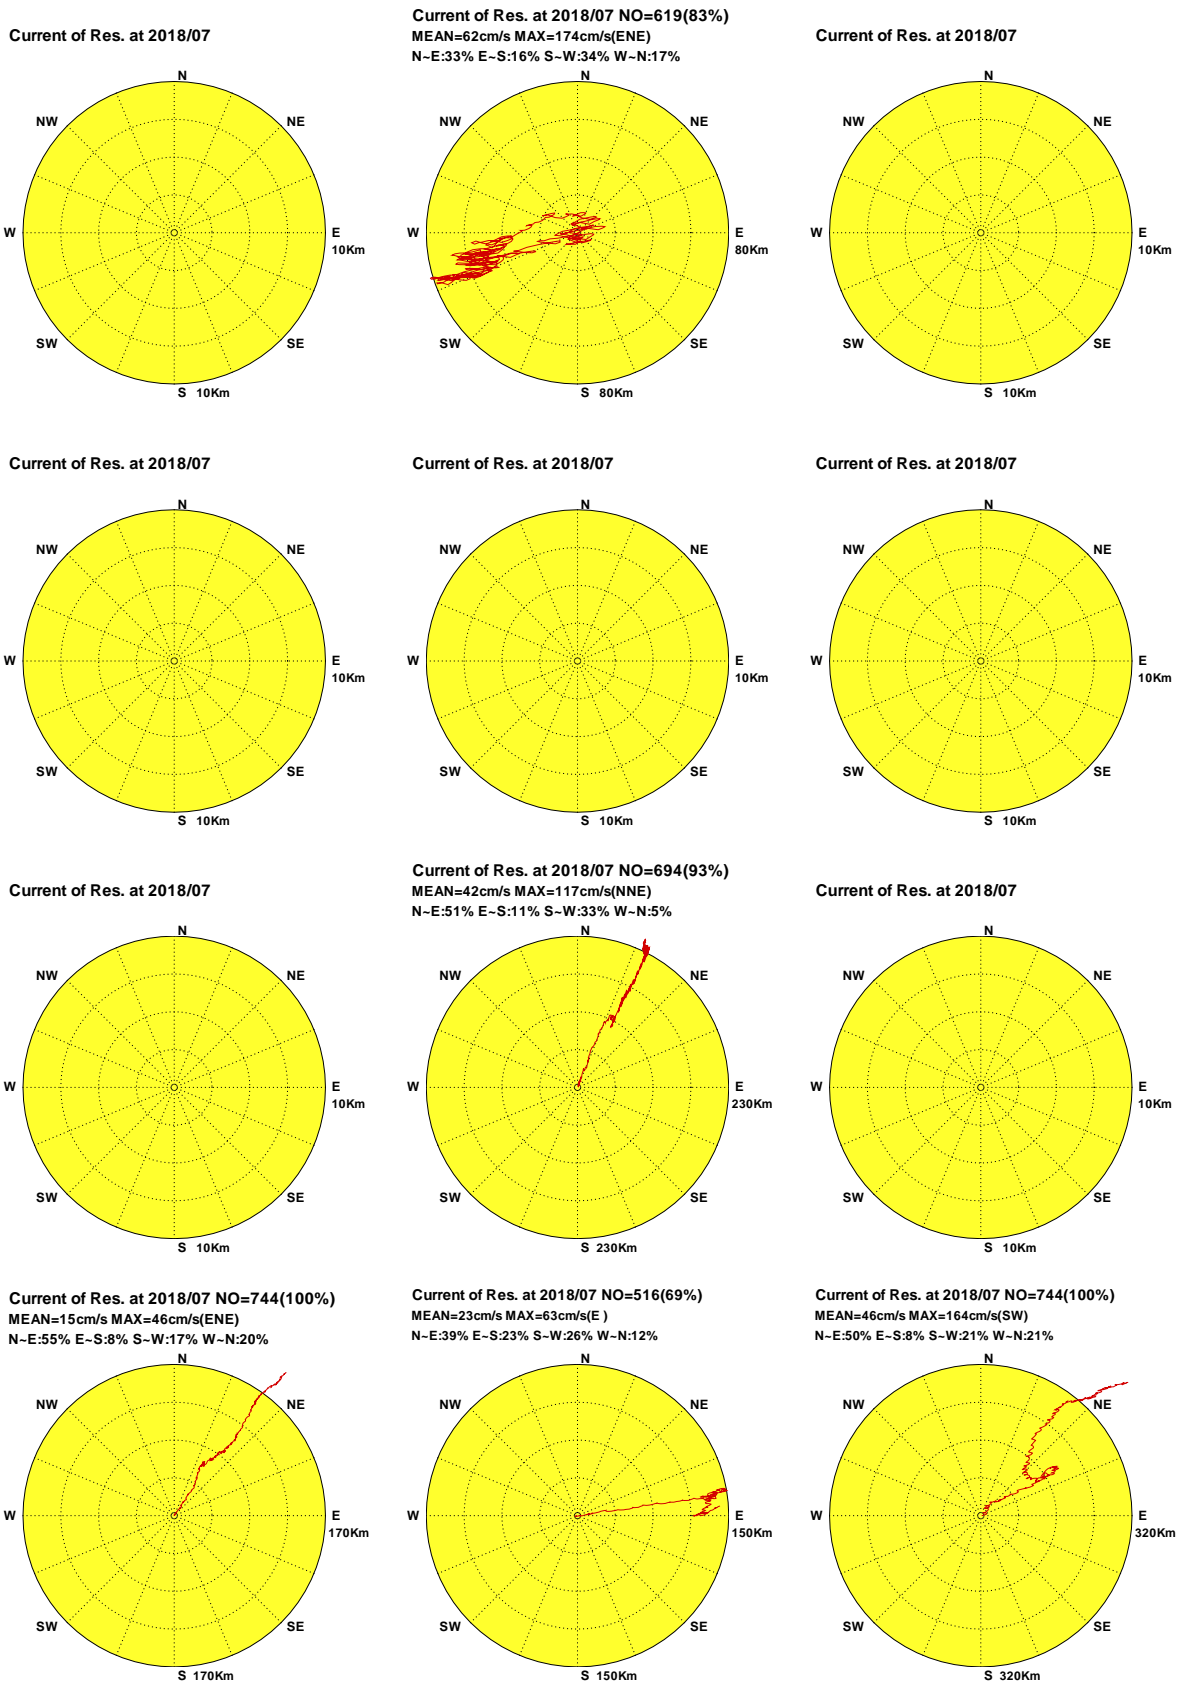 Current of Res. at 2018/07
N
NW
NE
W
E
10Km
SW
SE
S 10Km
Current of Res. at 2018/07 NO=619(83%)
MEAN=62cm/s MAX=174cm/s(ENE)
N~E:33% E~S:16% S~W:34% W~N:17%
N
NW
NE
W
E
80Km
SW
SE
S 80Km
Current of Res. at 2018/07
N
NW
NE
W
E
10Km
SW
SE
S 10Km
Current of Res. at 2018/07
N
NW
NE
W
E
10Km
SW
SE
S 10Km
Current of Res. at 2018/07
N
NW
NE
W
E
10Km
SW
SE
S 10Km
Current of Res. at 2018/07
N
NW
NE
W
E
10Km
SW
SE
S 10Km
Current of Res. at 2018/07
N
NW
NE
W
E
10Km
SW
SE
S 10Km
Current of Res. at 2018/07 NO=694(93%)
MEAN=42cm/s MAX=117cm/s(NNE)
N~E:51% E~S:11% S~W:33% W~N:5%
N
NW
NE
W
E
230Km
SW
SE
S 230Km
Current of Res. at 2018/07
N
NW
NE
W
E
10Km
SW
SE
S 10Km
Current of Res. at 2018/07 NO=744(100%)
MEAN=15cm/s MAX=46cm/s(ENE)
N~E:55% E~S:8% S~W:17% W~N:20%
N
NW
NE
W
E
170Km
SW
SE
S 170Km
Current of Res. at 2018/07 NO=516(69%)
MEAN=23cm/s MAX=63cm/s(E )
N~E:39% E~S:23% S~W:26% W~N:12%
N
NW
NE
W
E
150Km
SW
SE
S 150Km
Current of Res. at 2018/07 NO=744(100%)
MEAN=46cm/s MAX=164cm/s(SW)
N~E:50% E~S:8% S~W:21% W~N:21%
N
NW
NE
W
E
320Km
SW
SE
S 320Km